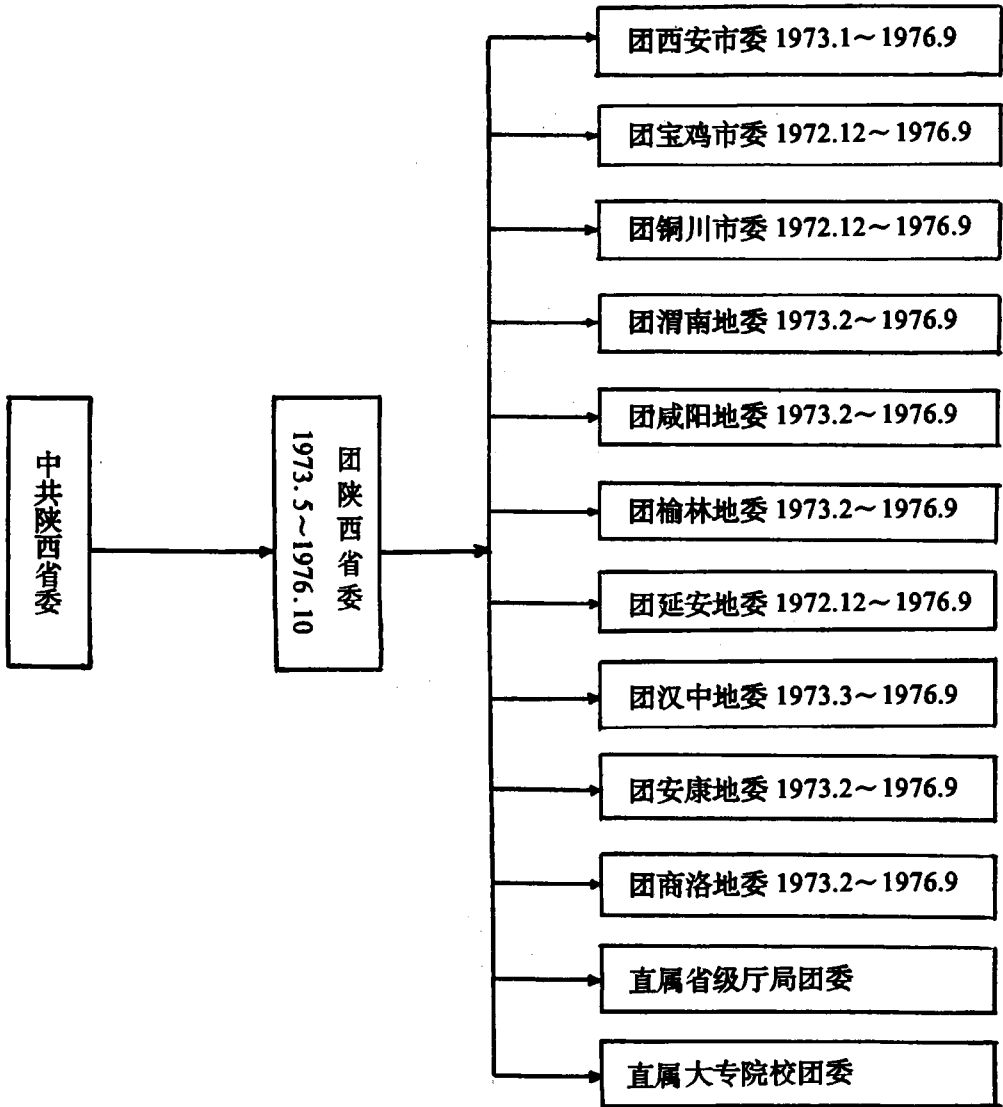 中共陕西省委
团陕西省委
1973.5~1976.10
团西安市委 1973.1~1976.9
团宝鸡市委 1972.12~1976.9
团铜川市委 1972.12~1976.9
团渭南地委 1973.2~1976.9
团咸阳地委 1973.2~1976.9
团榆林地委 1973.2~1976.9
团延安地委 1972.12~1976.9
团汉中地委 1973.3~1976.9
团安康地委 1973.2~1976.9
团商洛地委 1973.2~1976.9
直属省级厅局团委
直属大专院校团委